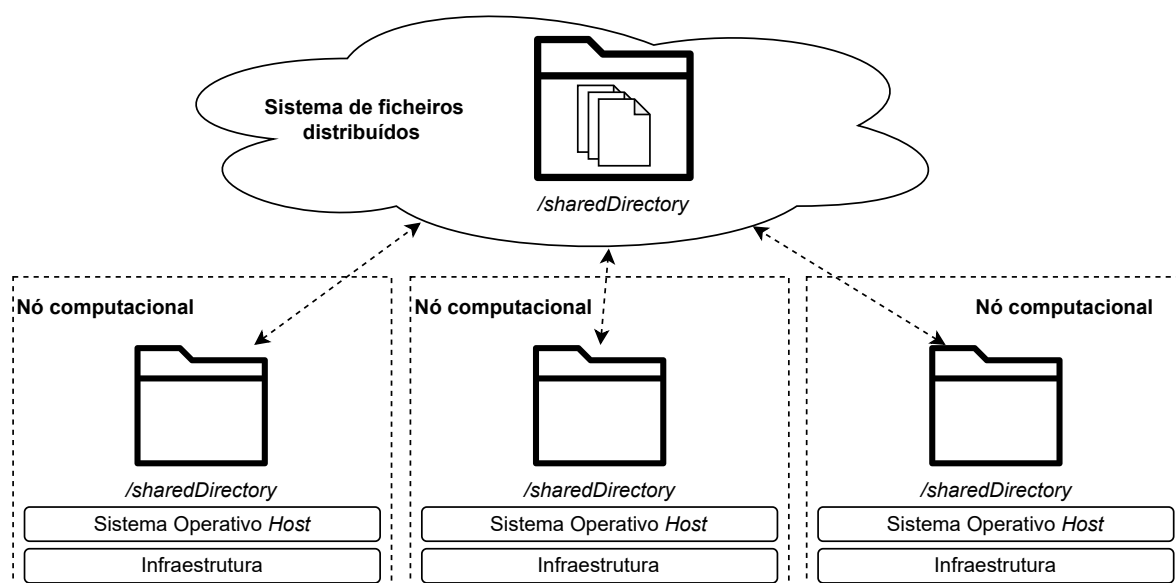 Sistema de ficheiros
distribuídos
/sharedDirectory
Nó computacional
Nó computacional
Nó computacional
/sharedDirectory
/sharedDirectory
/sharedDirectory
Sistema Operativo Host
Sistema Operativo Host
Sistema Operativo Host
Infraestrutura
Infraestrutura
Infraestrutura